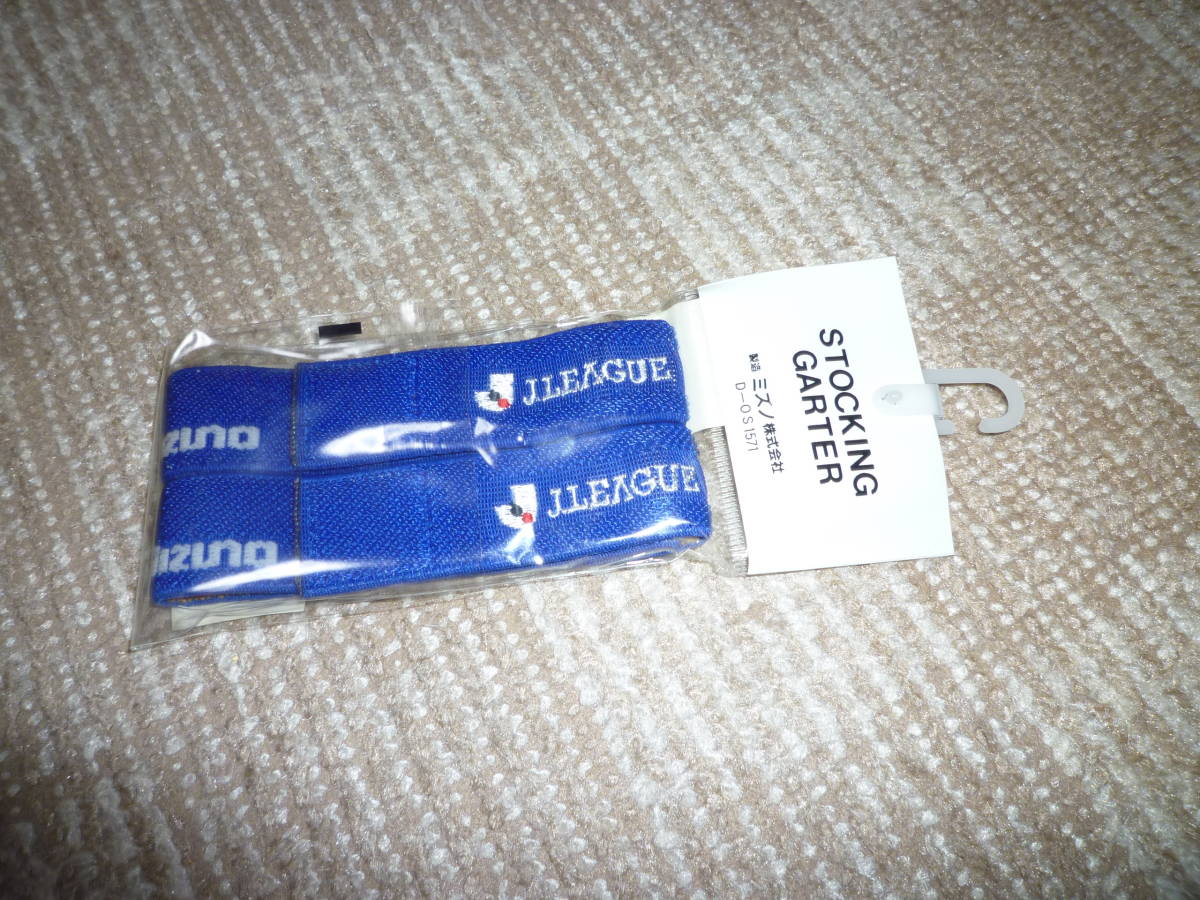 STOCKING
GARTER
製造 ミズノ株式会社
D-OS1571
J.LEAGUE
J.LEAGUE
mizuno
mizuno